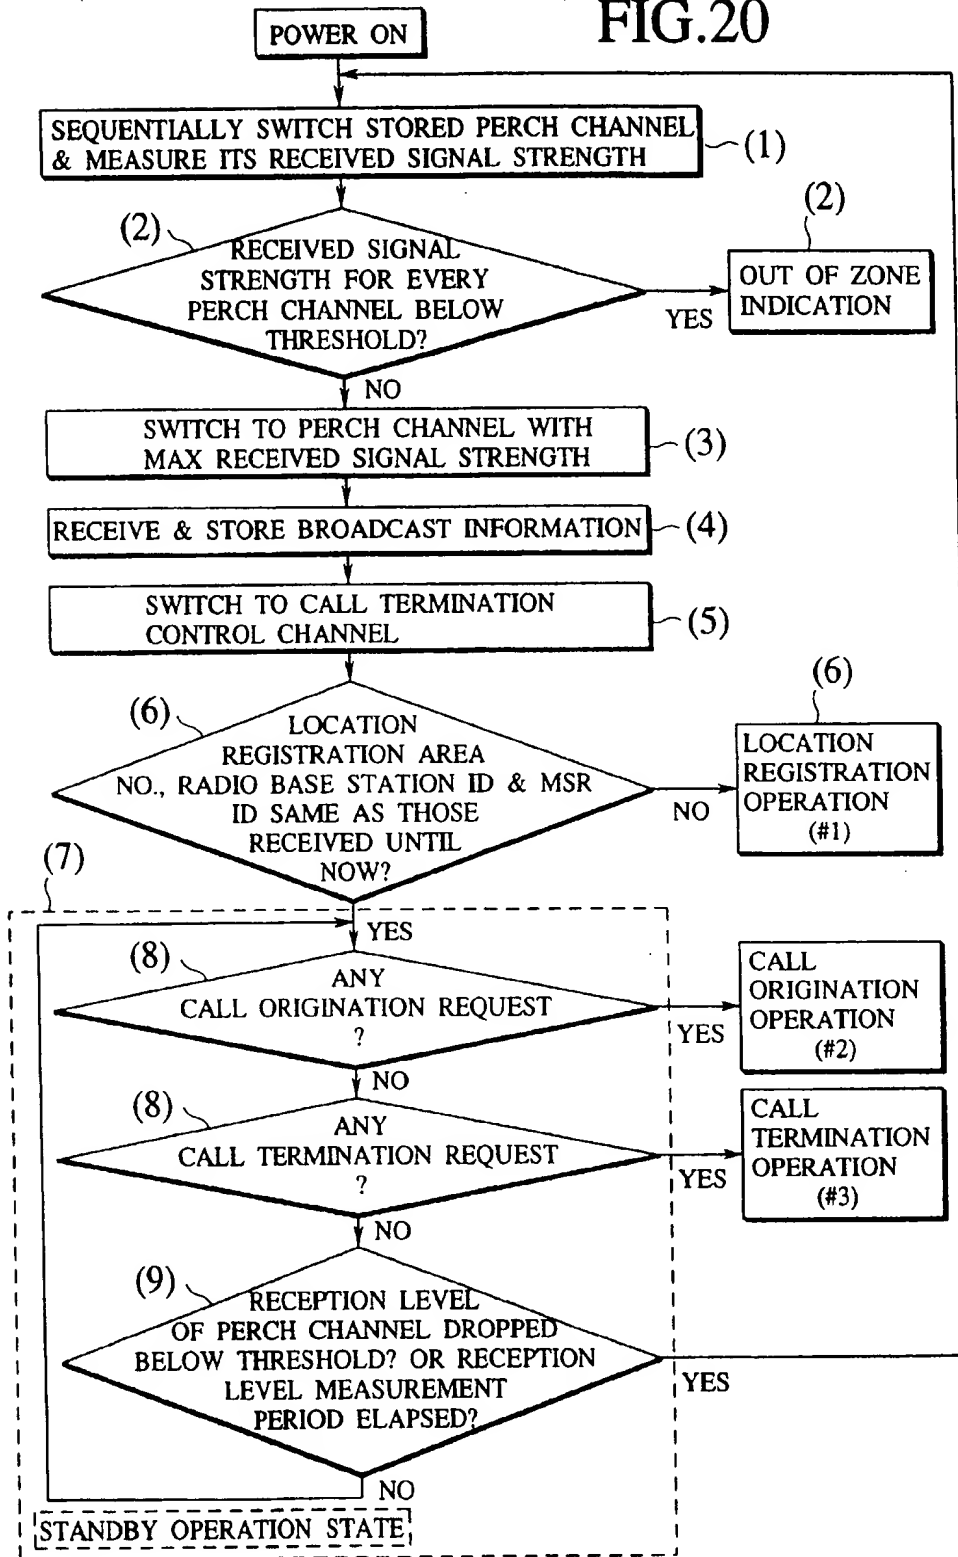 FIG.20
POWER ON
SEQUENTIALLY SWITCH STORED PERCH CHANNEL
& MEASURE ITS RECEIVED SIGNAL STRENGTH
(1)
(2)
RECEIVED SIGNAL
STRENGTH FOR EVERY
PERCH CHANNEL BELOW
THRESHOLD?
YES
(2)
OUT OF ZONE
INDICATION
NO
SWITCH TO PERCH CHANNEL WITH
MAX RECEIVED SIGNAL STRENGTH
(3)
RECEIVE & STORE BROADCAST INFORMATION
(4)
SWITCH TO CALL TERMINATION
CONTROL CHANNEL
(5)
(6)
LOCATION
REGISTRATION AREA
NO., RADIO BASE STATION ID & MSR
ID SAME AS THOSE
RECEIVED UNTIL
NOW?
NO
(6)
LOCATION
REGISTRATION
OPERATION
(#1)
(7)
YES
(8)
ANY
CALL ORIGINATION REQUEST
?
YES
CALL
ORIGINATION
OPERATION
(#2)
NO
(8)
ANY
CALL TERMINATION REQUEST
?
YES
CALL
TERMINATION
OPERATION
(#3)
NO
(9)
RECEPTION LEVEL
OF PERCH CHANNEL DROPPED
BELOW THRESHOLD? OR RECEPTION
LEVEL MEASUREMENT
PERIOD ELAPSED?
YES
NO
STANDBY OPERATION STATE